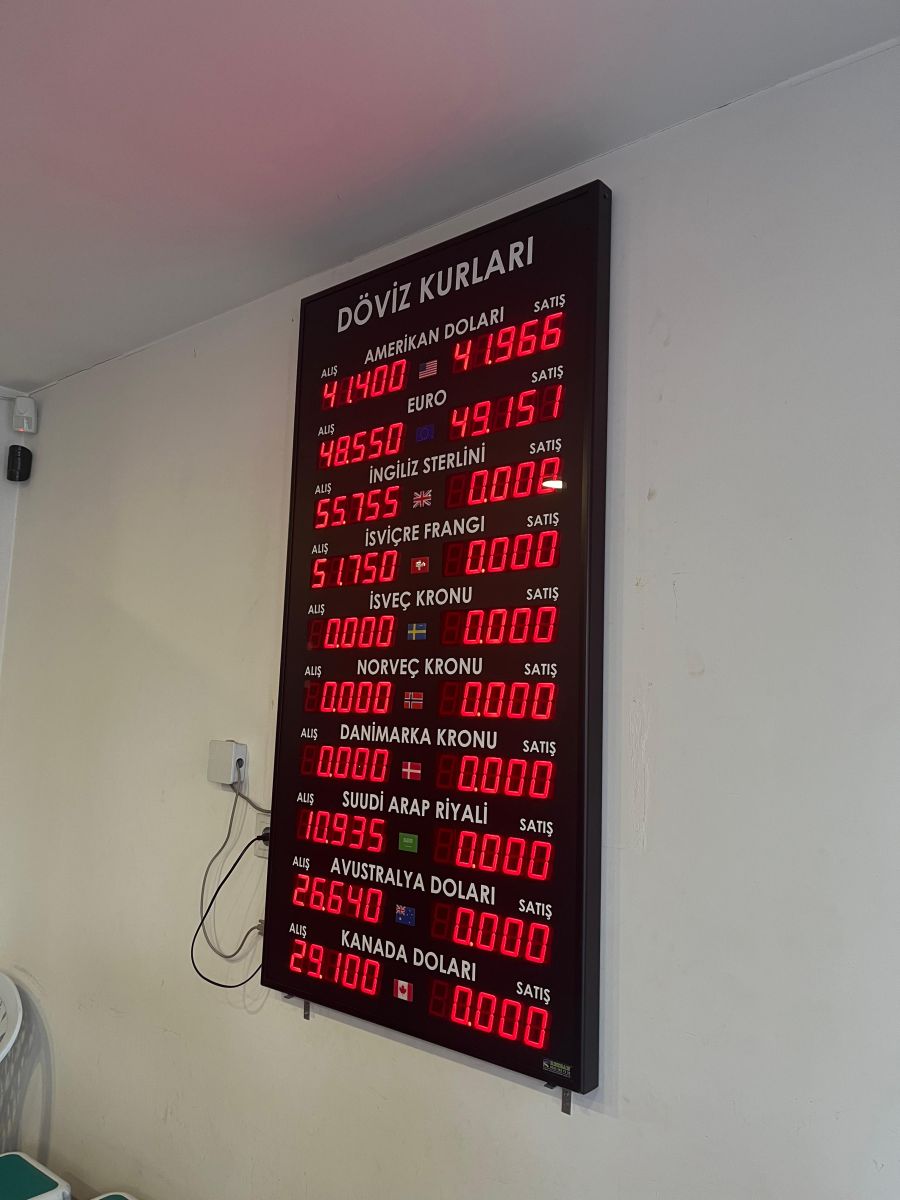 DÖVİZ KURLARI
AMERİKAN DOLARI
ALIŞ SATIŞ
41.400 41.966
EURO
ALIŞ SATIŞ
48.550 49.151
İNGİLİZ STERLİNİ
ALIŞ SATIŞ
55.755 0.000
İSVİÇRE FRANGI
ALIŞ SATIŞ
51.750 0.000
İSVEÇ KRONU
ALIŞ SATIŞ
0.000 0.000
NORVEÇ KRONU
ALIŞ SATIŞ
0.000 0.000
DANİMARKA KRONU
ALIŞ SATIŞ
0.000 0.000
SUUDİ ARAP RİYALİ
ALIŞ SATIŞ
10.935 0.000
AVUSTRALYA DOLARI
ALIŞ SATIŞ
26.640 0.000
KANADA DOLARI
ALIŞ SATIŞ
29.100 0.000